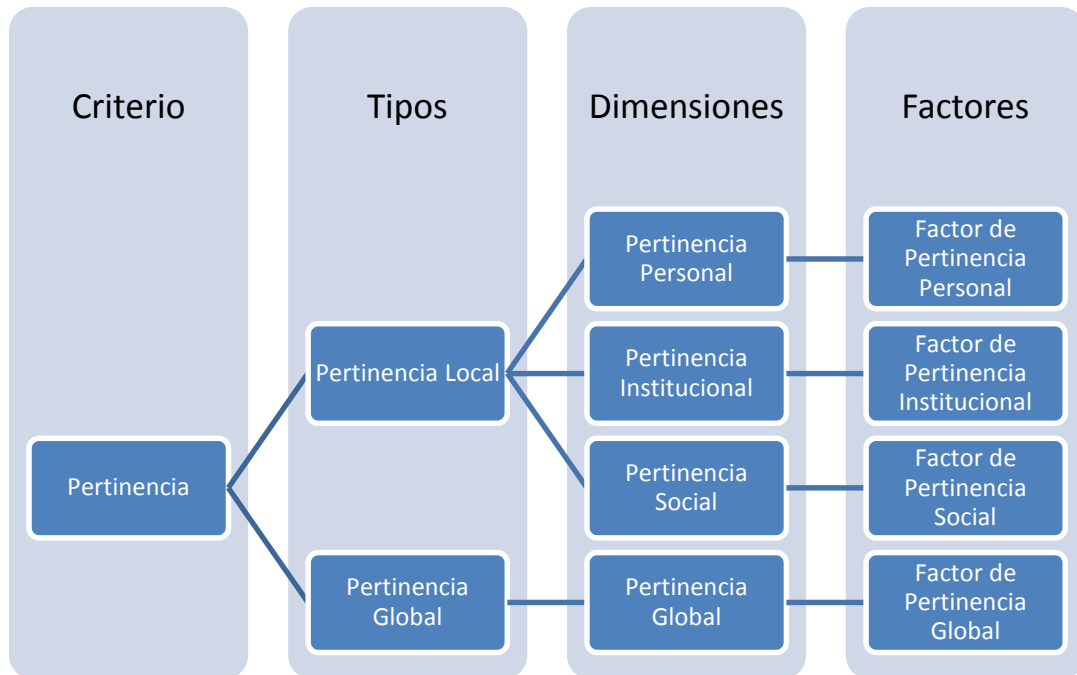 Criterio
Tipos
Dimensiones
Factores
Pertinencia
Pertinencia Local
Pertinencia
Global
Pertinencia
Personal
Pertinencia
Institucional
Pertinencia
Social
Pertinencia
Global
Factor de
Pertinencia
Personal
Factor de
Pertinencia
Institucional
Factor de
Pertinencia
Social
Factor de
Pertinencia
Global